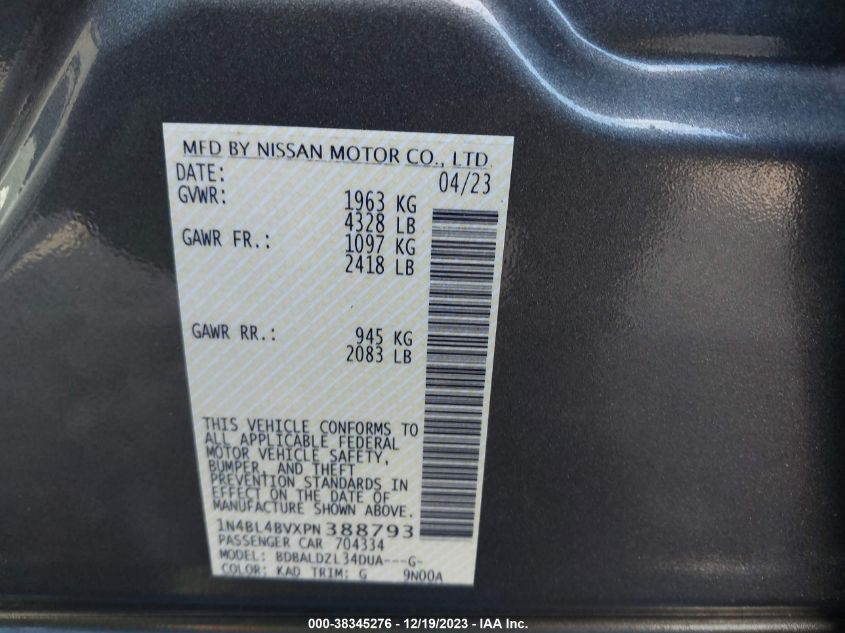 MFD BY NISSAN MOTOR CO., LTD.
DATE: 04/23
GVWR: 1963 KG
4328 LB
GAWR FR.: 1097 KG
2418 LB
GAWR RR.: 945 KG
2083 LB
THIS VEHICLE CONFORMS TO
ALL APPLICABLE FEDERAL
MOTOR VEHICLE SAFETY,
BUMPER, AND THEFT
PREVENTION STANDARDS IN
EFFECT ON THE DATE OF
MANUFACTURE SHOWN ABOVE.
1N4BL4BVXPN388793
PASSENGER CAR 704334
MODEL: BDBALDZL34DUA---G-
COLOR: KAD TRIM: G 9N00A
000-38345276 - 12/19/2023 - IAA Inc.